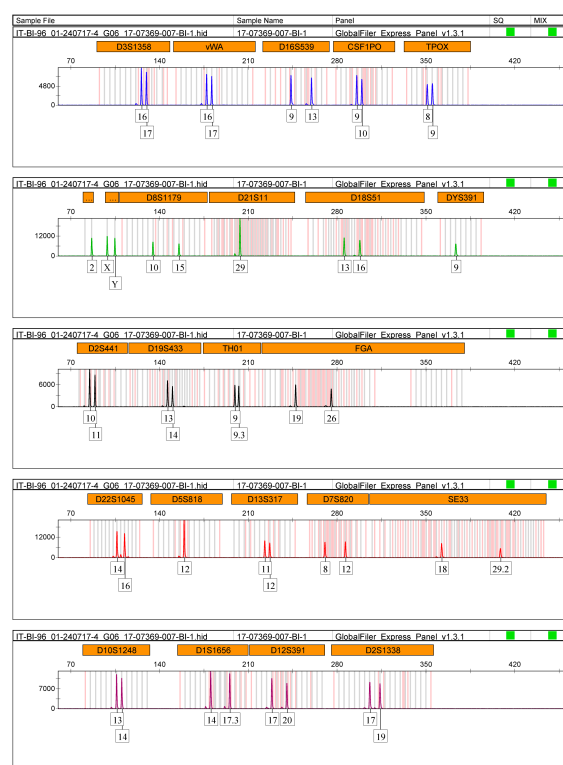 Sample File Sample Name Panel SQ MIX
IT-BI-96_01-240717-4_G06_17-07369-001-BI-1.hid 17-07369-007-BI-1 GlobalFiler_Express_Panel_v1.3.1
D3S1358 vWA D16S539 CSF1PO TPOX
70 140 210 280 350 420
4800
0
16 16 9 9 8
17 17 13 10 9
IT-BI-96_01-240717-4_G06_17-07369-007-BI-1.hid 17-07369-007-BI-1 GlobalFiler_Express_Panel_v1.3.1
... ... D8S1179 D21S11 D18S51 DYS391
70 140 210 280 350 420
12000
0
2 X 10 15 29 13 16 9
Y
IT-BI-96_01-240717-4_G06_17-07369-007-BI-1.hid 17-07369-007-BI-1 GlobalFiler_Express_Panel_v1.3.1
D2S441 D19S433 TH01 FGA
70 140 210 280 350 420
6000
0
10 13 9 19 26
11 14 9.3
IT-BI-96_01-240717-4_G06_17-07369-007-BI-1.hid 17-07369-007-BI-1 GlobalFiler_Express_Panel_v1.3.1
D22S1045 D5S818 D13S317 D7S820 SE33
70 140 210 280 350 420
12000
0
14 12 11 8 12 18 29.2
16 12
IT-BI-96_01-240717-4_G06_17-07369-007-BI-1.hid 17-07369-007-BI-1 GlobalFiler_Express_Panel_v1.3.1
D10S1248 D1S1656 D12S391 D2S1338
70 140 210 280 350 420
7000
0
13 14 17.3 17 20 17
14 19